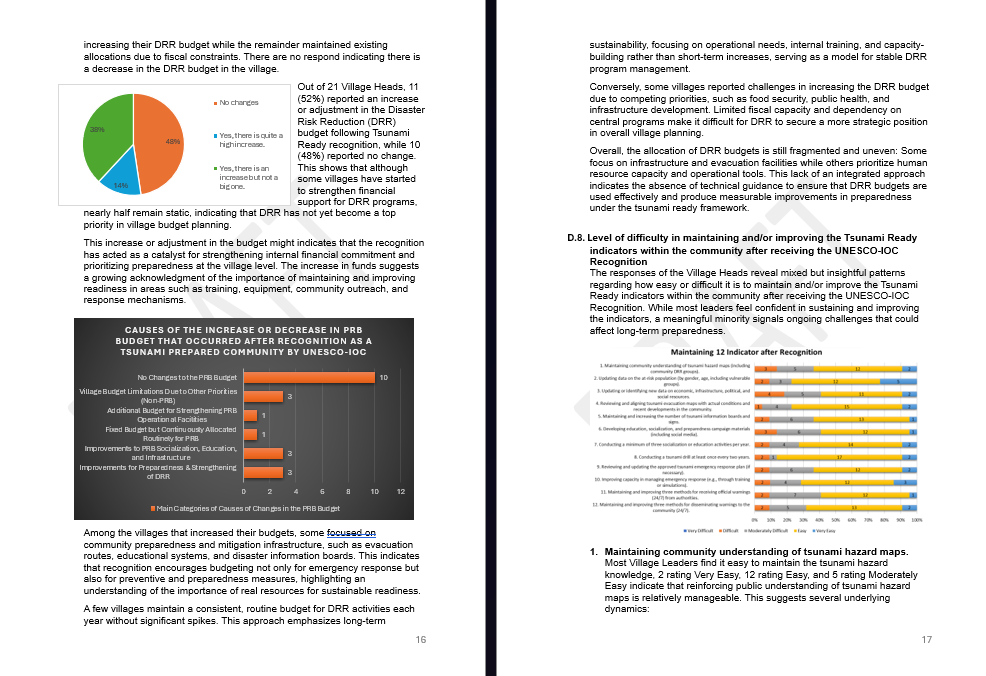 increasing their DRR budget while the remainder maintained existing
allocations due to fiscal constraints. There are no respond indicating there is
a decrease in the DRR budget in the village.
39%
48%
14%
No changes
Yes, there is quite a
high increase.
Yes, there is an
increase but not a
big one.
Out of 21 Village Heads, 11
(52%) reported an increase
or adjustment in the Disaster
Risk Reduction (DRR)
budget following Tsunami
Ready recognition, while 10
(48%) reported no change.
This shows that although
some villages have started
to strengthen financial
support for DRR programs,
nearly half remain static, indicating that DRR has not yet become a top
priority in village budget planning.
This increase or adjustment in the budget might indicates that the recognition
has acted as a catalyst for strengthening internal financial commitment and
prioritizing preparedness at the village level. The increase in funds suggests
a growing acknowledgment of the importance of maintaining and improving
readiness in areas such as training, equipment, community outreach, and
response mechanisms.
CAUSES OF THE INCREASE OR DECREASE IN PRB
BUDGET THAT OCCURRED AFTER RECOGNITION AS A
TSUNAMI PREPARED COMMUNITY BY UNESCO-IOC
No Changes to the PRB Budget
10
Village Budget Limitations Due to Other Priorities
(Non-PRB)
3
Additional Budget for Strengthening PRB
Operational Facilities
1
Fixed Budget but Continuously Allocated
Routinely for PRB
1
Improvements to PRB Socialization, Education,
and Infrastructure
3
Improvements for Preparedness & Strengthening
of DRR
3
0 2 4 6 8 10 12
Main Categories of Causes of Changes in the PRB Budget
Among the villages that increased their budgets, some focused on
community preparedness and mitigation infrastructure, such as evacuation
routes, educational systems, and disaster information boards. This indicates
that recognition encourages budgeting not only for emergency response but
also for preventive and preparedness measures, highlighting an
understanding of the importance of real resources for sustainable readiness.
A few villages maintain a consistent, routine budget for DRR activities each
year without significant spikes. This approach emphasizes long-term
16
sustainability, focusing on operational needs, internal training, and capacity-
building rather than short-term increases, serving as a model for stable DRR
program management.
Conversely, some villages reported challenges in increasing the DRR budget
due to competing priorities, such as food security, public health, and
infrastructure development. Limited fiscal capacity and dependency on
central programs make it difficult for DRR to secure a more strategic position
in overall village planning.
Overall, the allocation of DRR budgets is still fragmented and uneven: Some
focus on infrastructure and evacuation facilities while others prioritize human
resource capacity and operational tools. This lack of an integrated approach
indicates the absence of technical guidance to ensure that DRR budgets are
used effectively and produce measurable improvements in preparedness
under the tsunami ready framework.
D.8. Level of difficulty in maintaining and/or improving the Tsunami Ready
indicators within the community after receiving the UNESCO-IOC
Recognition
The responses of the Village Heads reveal mixed but insightful patterns
regarding how easy or difficult it is to maintain and/or improve the Tsunami
Ready indicators within the community after receiving the UNESCO-IOC
Recognition. While most leaders feel confident in sustaining and improving
the indicators, a meaningful minority signals ongoing challenges that could
affect long-term preparedness.
Maintaining 12 Indicator after Recognition
1. Maintaining community understanding of tsunami hazard maps (including
community DRR groups).
2. Updating data on the at-risk population (by gender, age, including vulnerable
groups).
3. Updating or identifying new data on economic, infrastructure, political, and
social resources.
4. Reviewing and aligning tsunami evacuation maps with actual conditions and
recent developments in the community.
5. Maintaining and increasing the number of tsunami information boards and
signs.
6. Developing education, socialization, and preparedness campaign materials
(including social media).
7. Conducting a minimum of three socialization or education activities per year.
8. Conducting a tsunami drill at least once every two years.
9. Reviewing and updating the approved tsunami emergency response plan (if
necessary).
10. Improving capacity in managing emergency response (e.g., through training
or simulations).
11. Maintaining and improving three methods for receiving official warnings
(24/7) from authorities.
12. Maintaining and improving three methods for disseminating warnings to the
community (24/7).
0% 10% 20% 30% 40% 50% 60% 70% 80% 90% 100%
Very Difficult Difficult Moderately Difficult Easy Very Easy
1. Maintaining community understanding of tsunami hazard maps.
Most Village Leaders find it easy to maintain the tsunami hazard
knowledge, 2 rating Very Easy, 12 rating Easy, and 5 rating Moderately
Easy indicate that reinforcing public understanding of tsunami hazard
maps is relatively manageable. This suggests several underlying
dynamics:
17